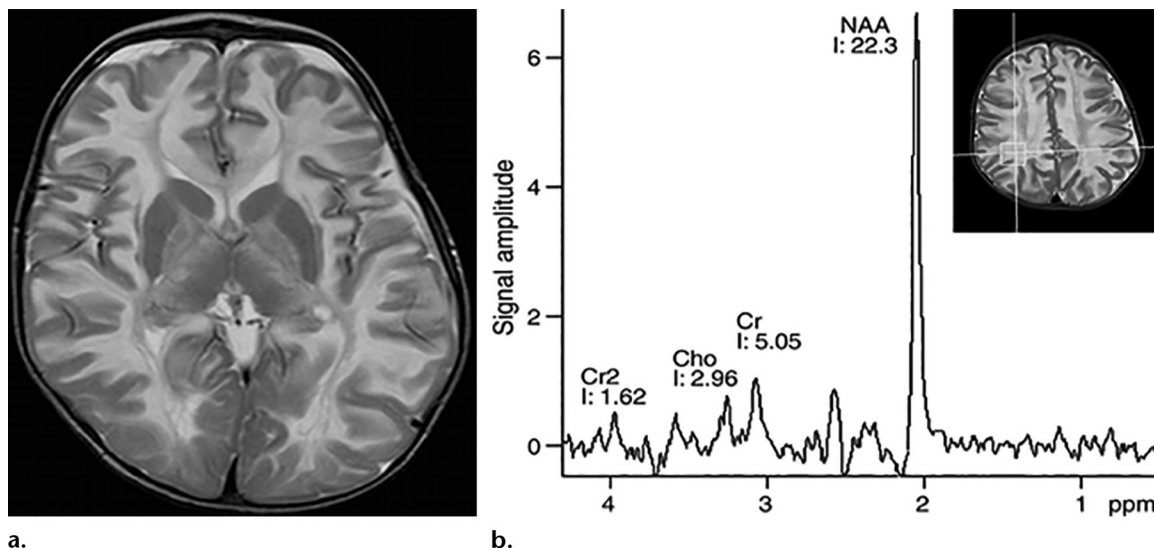 NAA
I: 22.3
Cr
I: 5.05
Cho
I: 2.96
Cr2
I: 1.62
Signal amplitude
6
4
2
0
4 3 2 1 ppm
a. b.